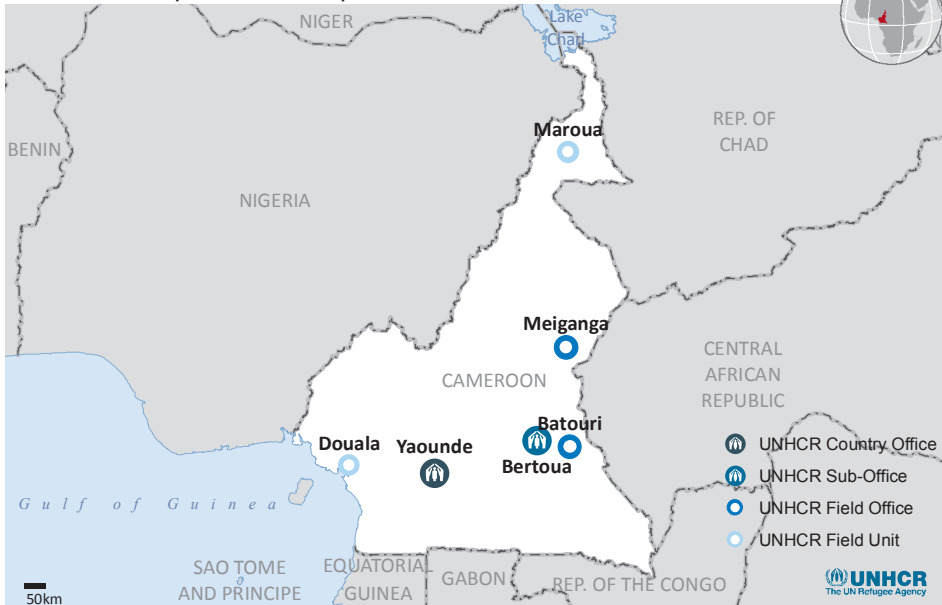 NIGER
Lake
Chad
Maroua
REP. OF
CHAD
BENIN
NIGERIA
Meiganga
CENTRAL
AFRICAN
REPUBLIC
CAMEROON
Batouri
Douala
Yaounde
Bertoua
UNHCR Country Office
UNHCR Sub-Office
UNHCR Field Office
UNHCR Field Unit
Gulf of Guinea
SAO TOME
AND PRINCIPE
EQUATORIAL
GUINEA
GABON
REP. OF THE CONGO
50km
UNHCR
The UN Refugee Agency